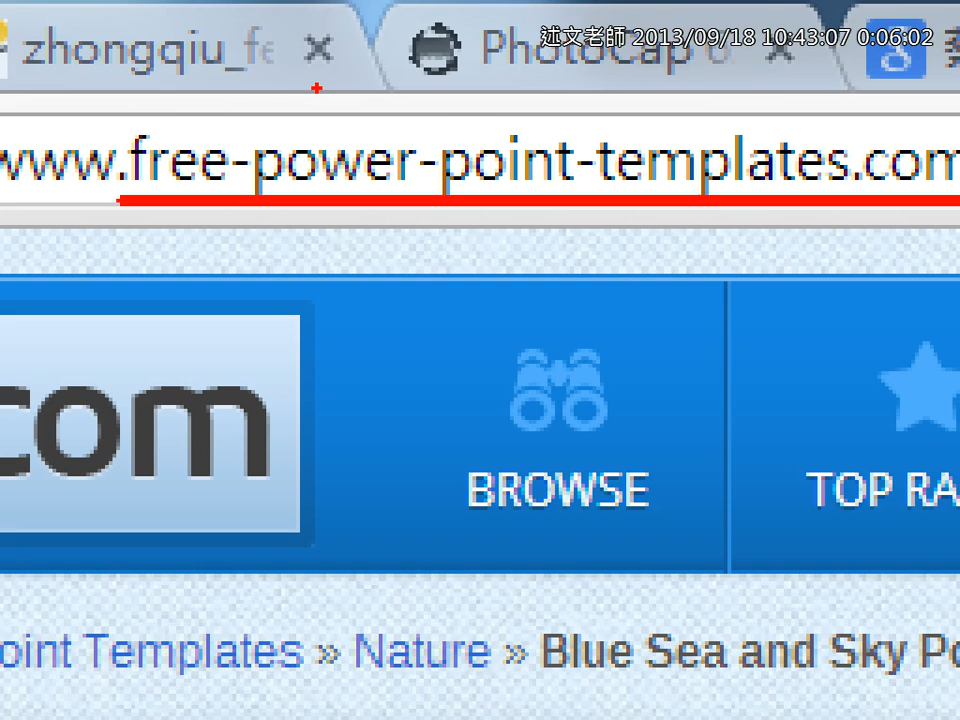 zhongqiu_fe PhotoCap 6
述文老師 2013/09/18 10:43:07 0:06:02
www.free-power-point-templates.com
com
BROWSE
TOP RA
oint Templates » Nature » Blue Sea and Sky Po